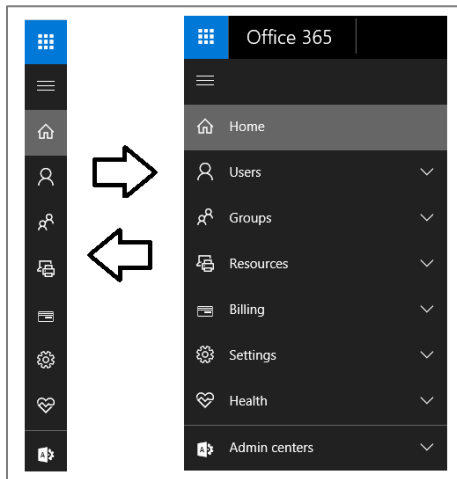 Office 365
Home
Users
Groups
Resources
Billing
Settings
Health
Admin centers